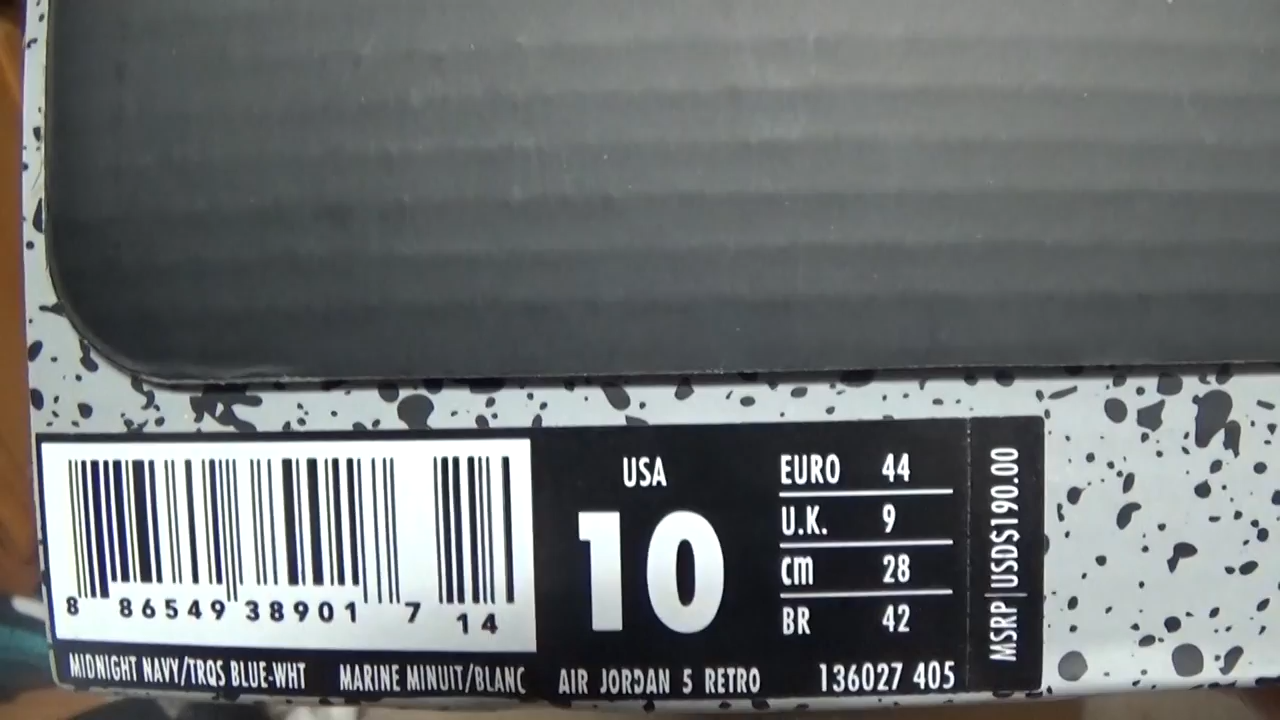 USA
10
EURO 44
U.K. 9
cm 28
BR 42
MSRP|USD$190.00
8 86549 38901 7 14
MIDNIGHT NAVY/TRQS BLUE-WHT MARINE MINUIT/BLANC AIR JORDAN 5 RETRO 136027 405